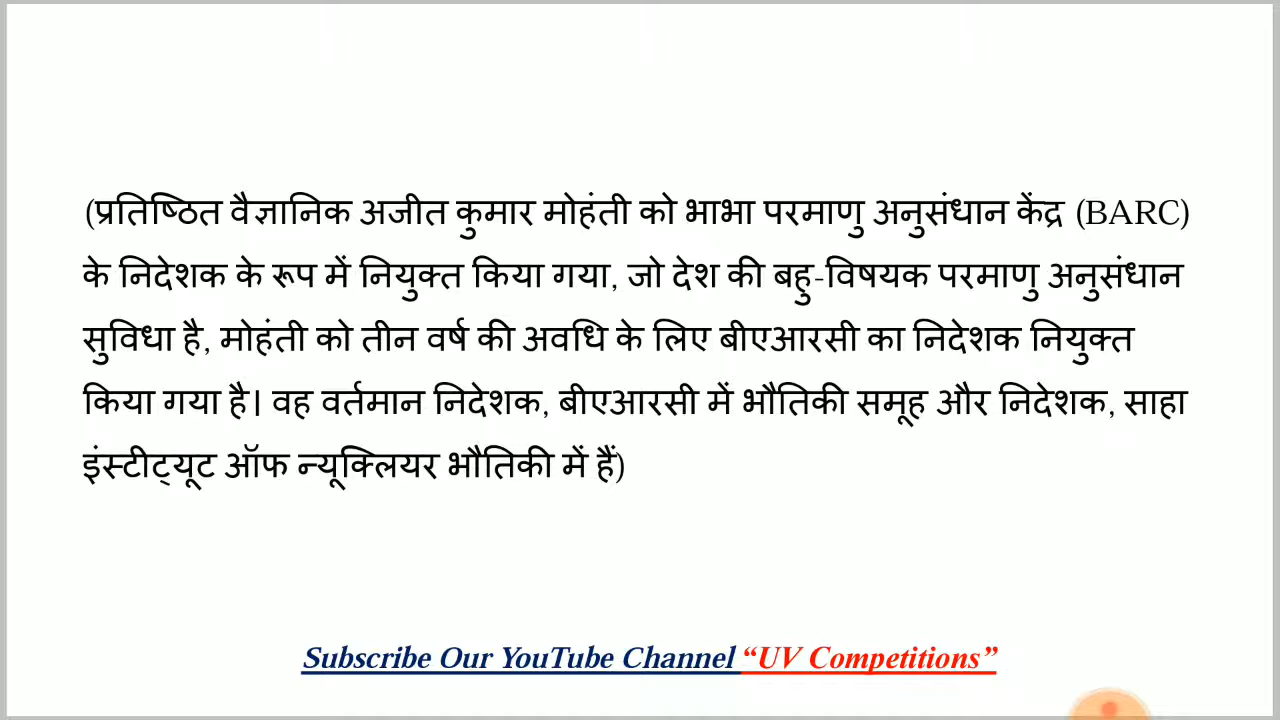 (प्रतिष्ठित वैज्ञानिक अजीत कुमार मोहंती को भाभा परमाणु अनुसंधान केंद्र (BARC)
के निदेशक के रूप में नियुक्त किया गया, जो देश की बहु-विषयक परमाणु अनुसंधान
सुविधा है, मोहंती को तीन वर्ष की अवधि के लिए बीएआरसी का निदेशक नियुक्त
किया गया है। वह वर्तमान निदेशक, बीएआरसी में भौतिकी समूह और निदेशक, साहा
इंस्टीट्यूट ऑफ न्यूक्लियर भौतिकी में हैं)
Subscribe Our YouTube Channel “UV Competitions”